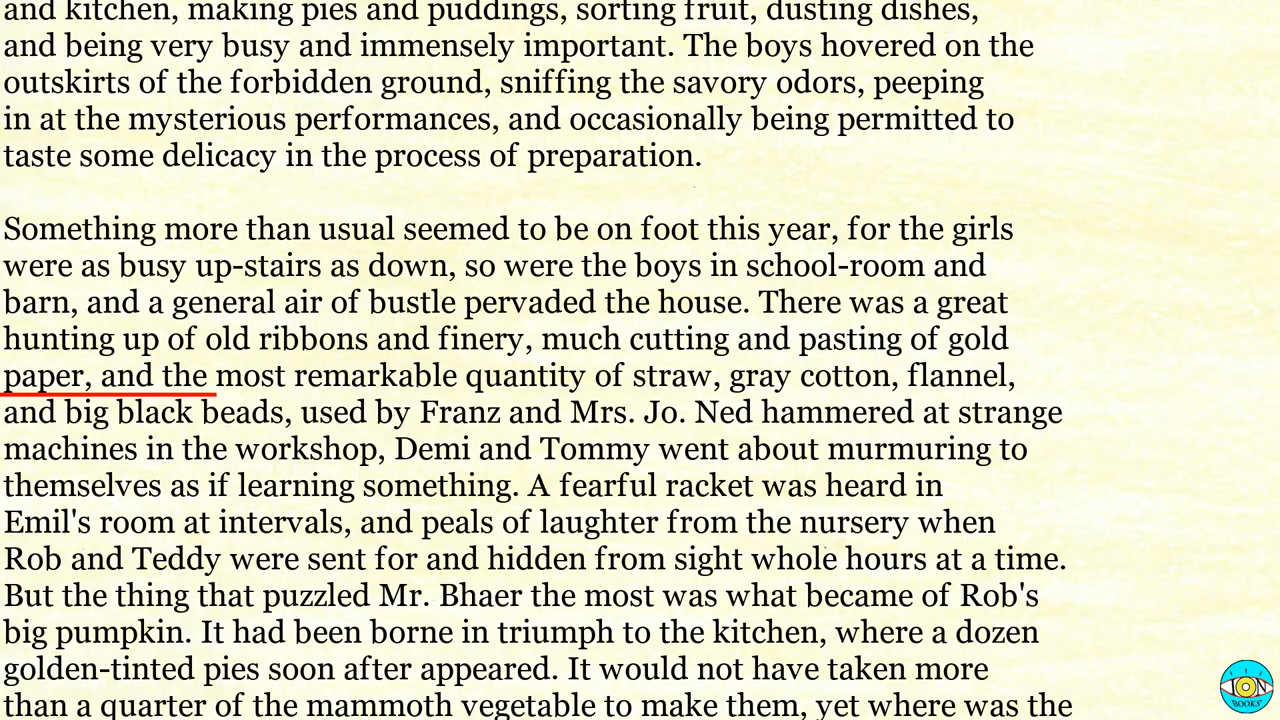 and kitchen, making pies and puddings, sorting fruit, dusting dishes,
and being very busy and immensely important. The boys hovered on the
outskirts of the forbidden ground, sniffing the savory odors, peeping
in at the mysterious performances, and occasionally being permitted to
taste some delicacy in the process of preparation.
Something more than usual seemed to be on foot this year, for the girls
were as busy up-stairs as down, so were the boys in school-room and
barn, and a general air of bustle pervaded the house. There was a great
hunting up of old ribbons and finery, much cutting and pasting of gold
paper, and the most remarkable quantity of straw, gray cotton, flannel,
and big black beads, used by Franz and Mrs. Jo. Ned hammered at strange
machines in the workshop, Demi and Tommy went about murmuring to
themselves as if learning something. A fearful racket was heard in
Emil's room at intervals, and peals of laughter from the nursery when
Rob and Teddy were sent for and hidden from sight whole hours at a time.
But the thing that puzzled Mr. Bhaer the most was what became of Rob's
big pumpkin. It had been borne in triumph to the kitchen, where a dozen
golden-tinted pies soon after appeared. It would not have taken more
than a quarter of the mammoth vegetable to make them, yet where was the
ION
BOOKS